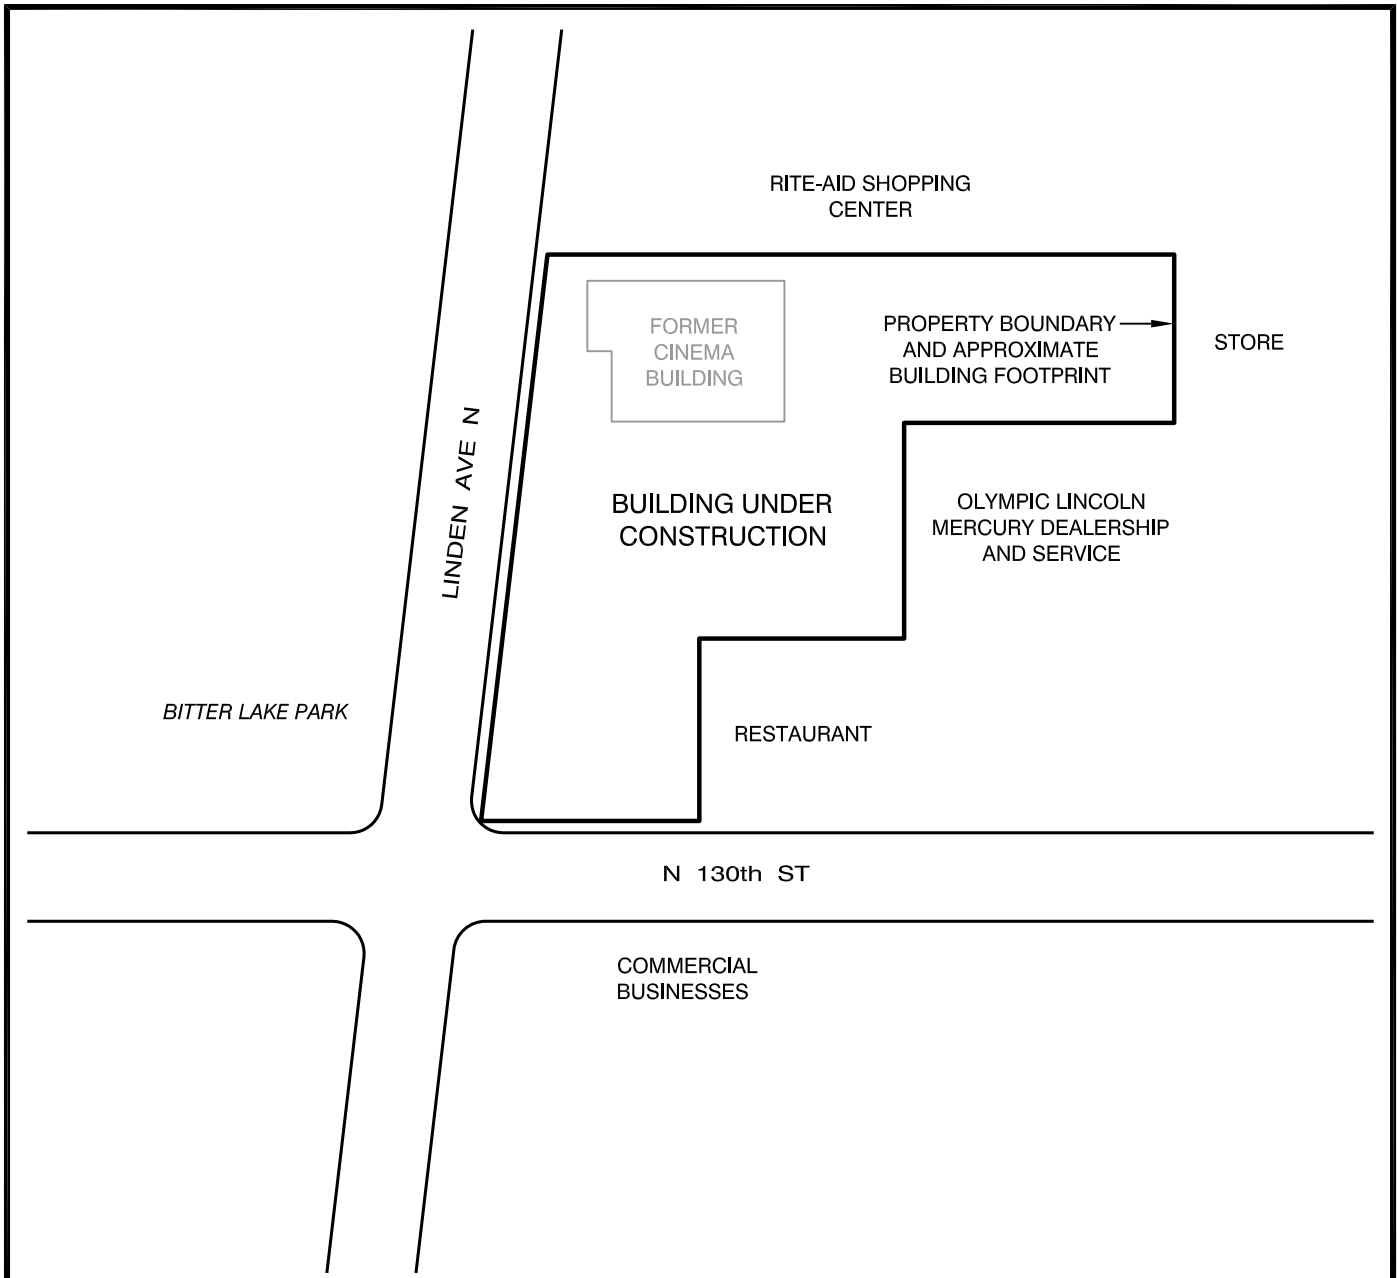 RITE-AID SHOPPING
CENTER
FORMER
CINEMA
BUILDING
PROPERTY BOUNDARY
AND APPROXIMATE
BUILDING FOOTPRINT
STORE
LINDEN AVE N
BUILDING UNDER
CONSTRUCTION
OLYMPIC LINCOLN
MERCURY DEALERSHIP
AND SERVICE
BITTER LAKE PARK
RESTAURANT
N 130th ST
COMMERCIAL
BUSINESSES